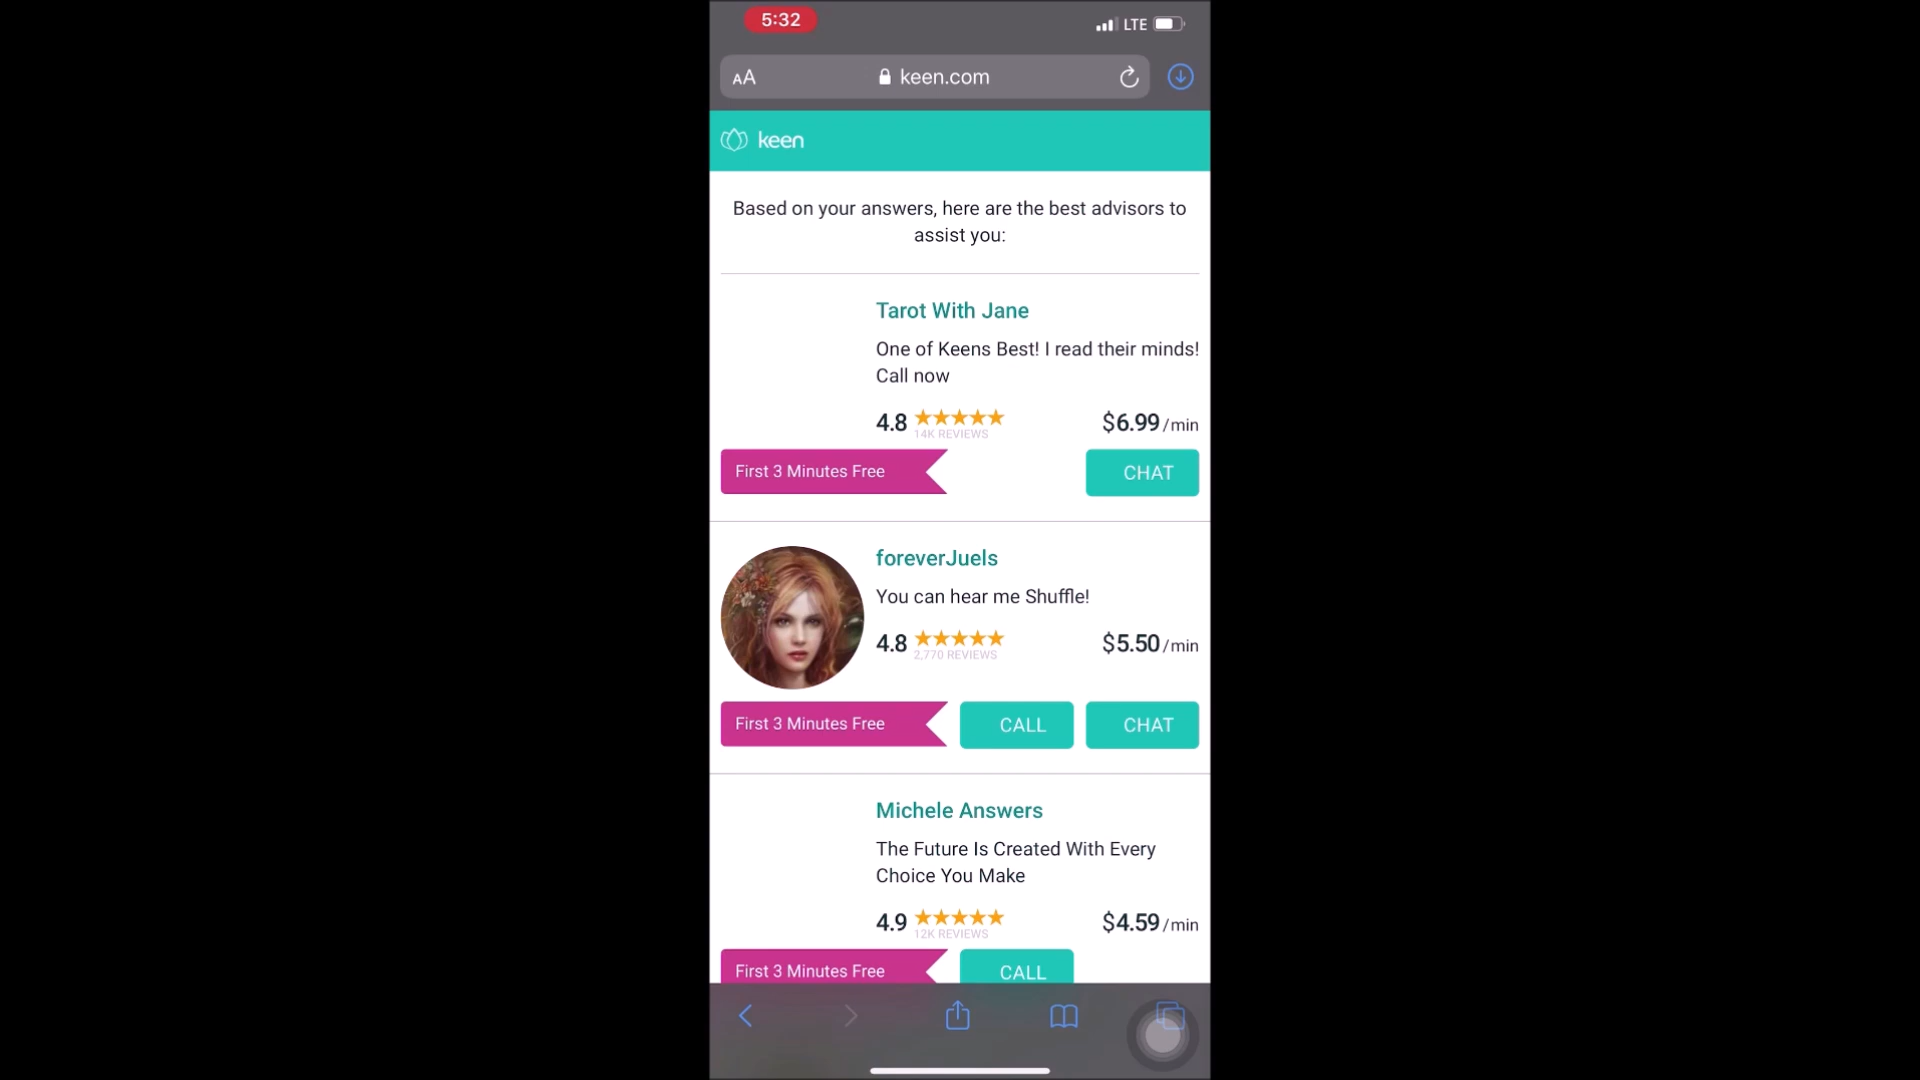 5:32
LTE
AA
keen.com
keen
Based on your answers, here are the best advisors to
assist you:
Tarot With Jane
One of Keens Best! I read their minds!
Call now
4.8
14K REVIEWS
$6.99/min
First 3 Minutes Free
CHAT
foreverJuels
You can hear me Shuffle!
4.8
2,770 REVIEWS
$5.50/min
First 3 Minutes Free
CALL
CHAT
Michele Answers
The Future Is Created With Every
Choice You Make
4.9
12K REVIEWS
$4.59/min
First 3 Minutes Free
CALL